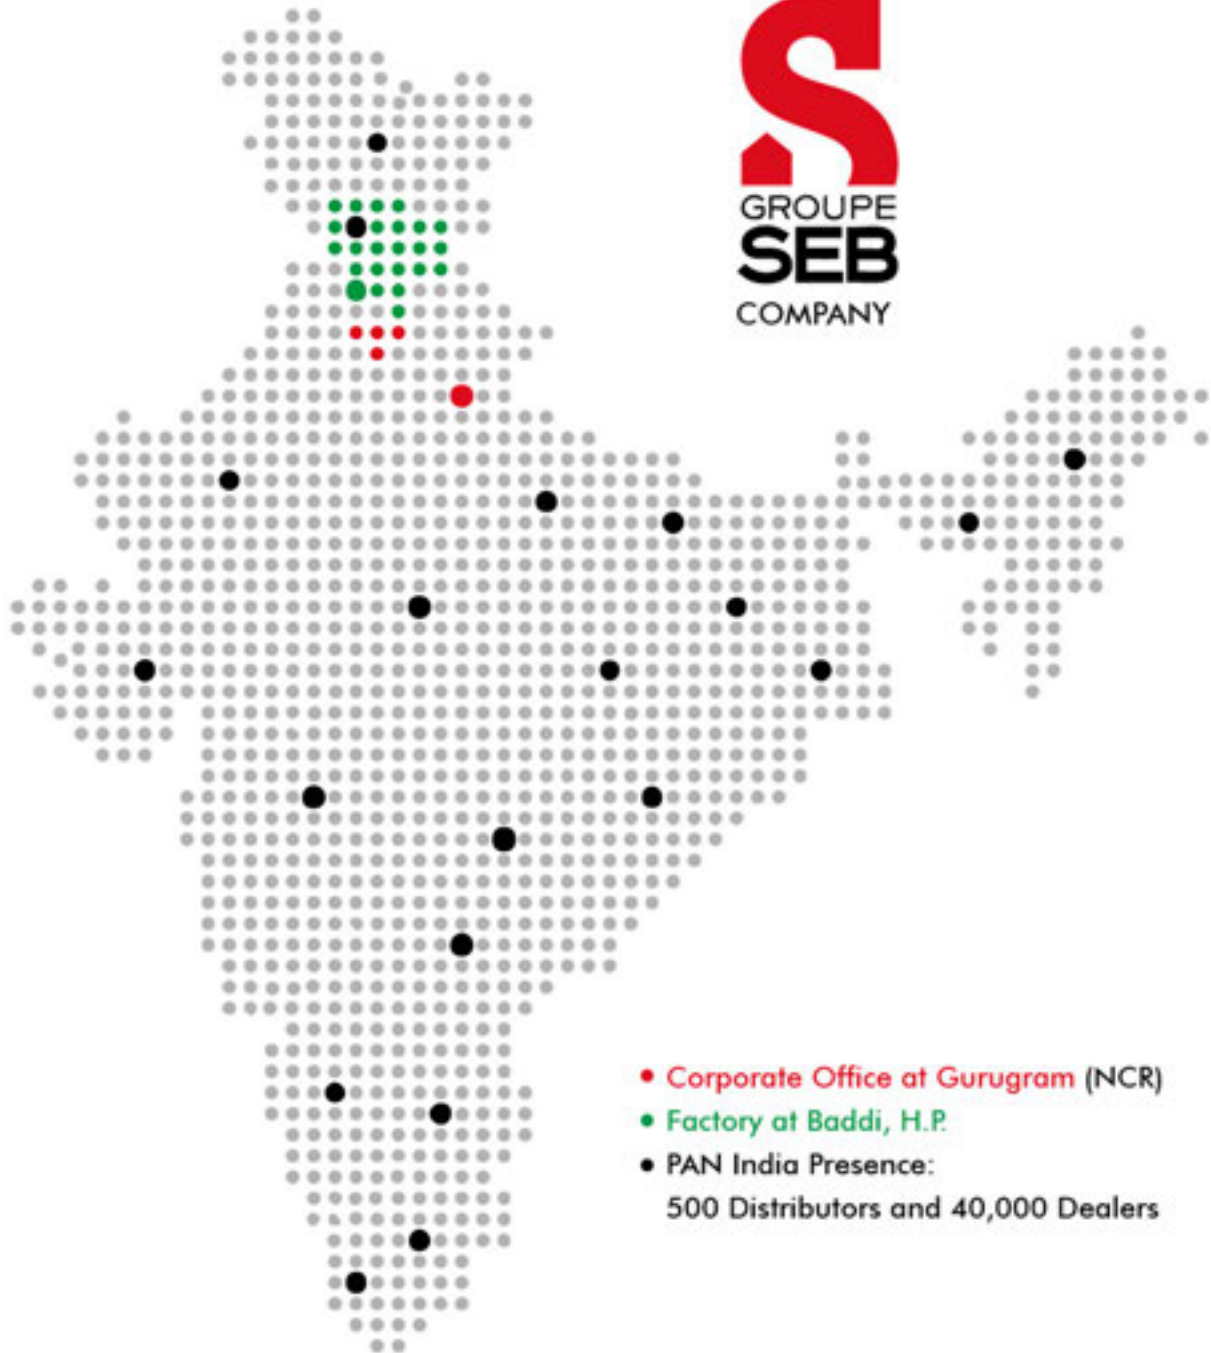 GROUPE
SEB
COMPANY
Corporate Office at Gurugram (NCR)
Factory at Baddi, H.P.
PAN India Presence:
500 Distributors and 40,000 Dealers